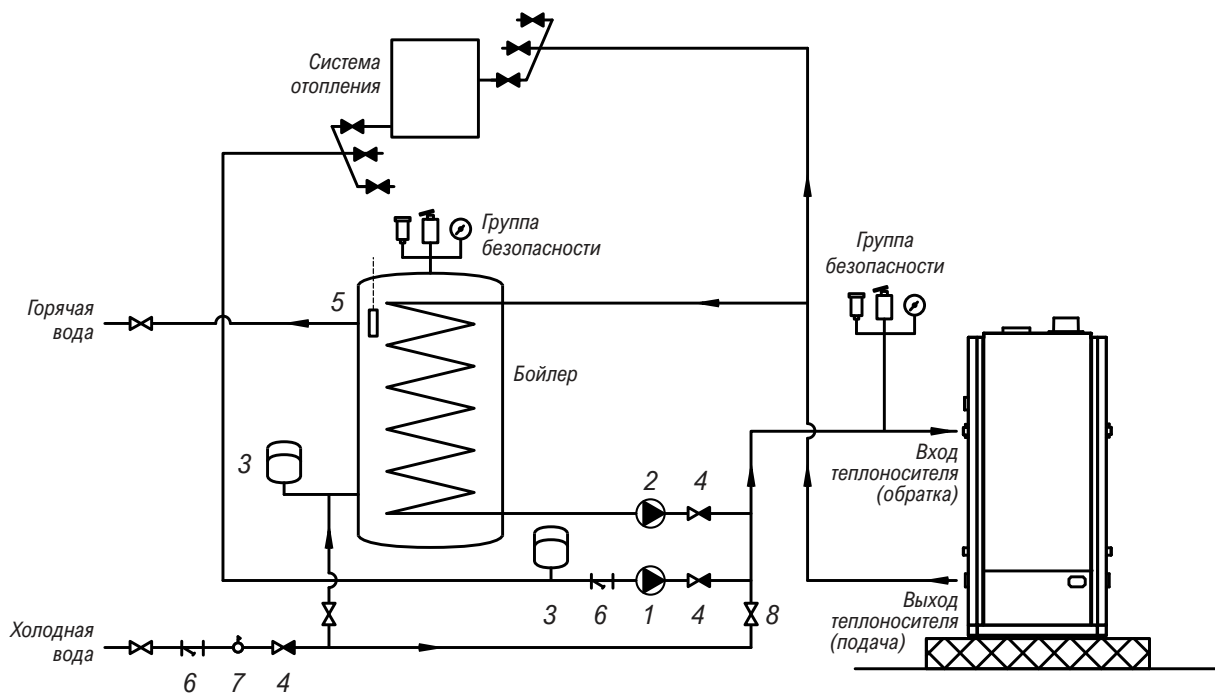 Система
отопления
Группа
безопасности
Группа
безопасности
5
Горячая
вода
Бойлер
3
2
4
Вход
теплоносителя
(обратка)
3
6
1
4
8
Выход
теплоносителя
(подача)
Холодная
вода
6
7
4